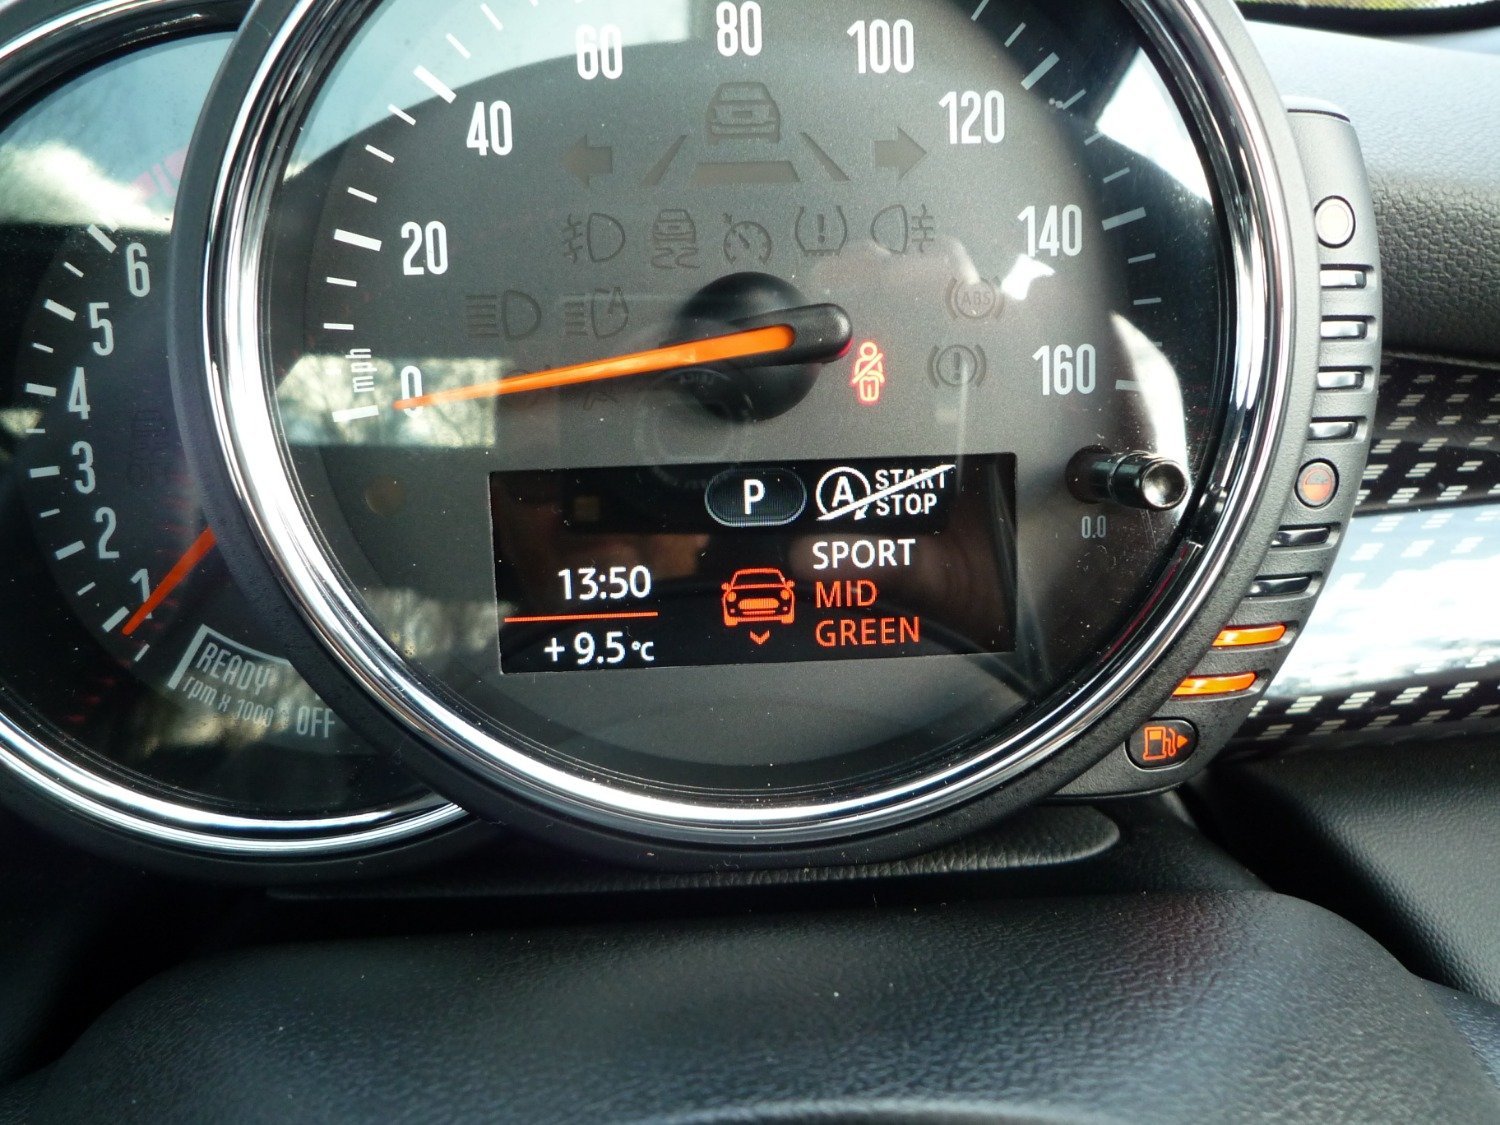 60
80
100
40
120
20
140
mph
0
160
ABS
6
5
4
3
2
1
READY
rpm x 1000
OFF
P
A
START
STOP
0.0
SPORT
MID
GREEN
13:50
+9.5°C